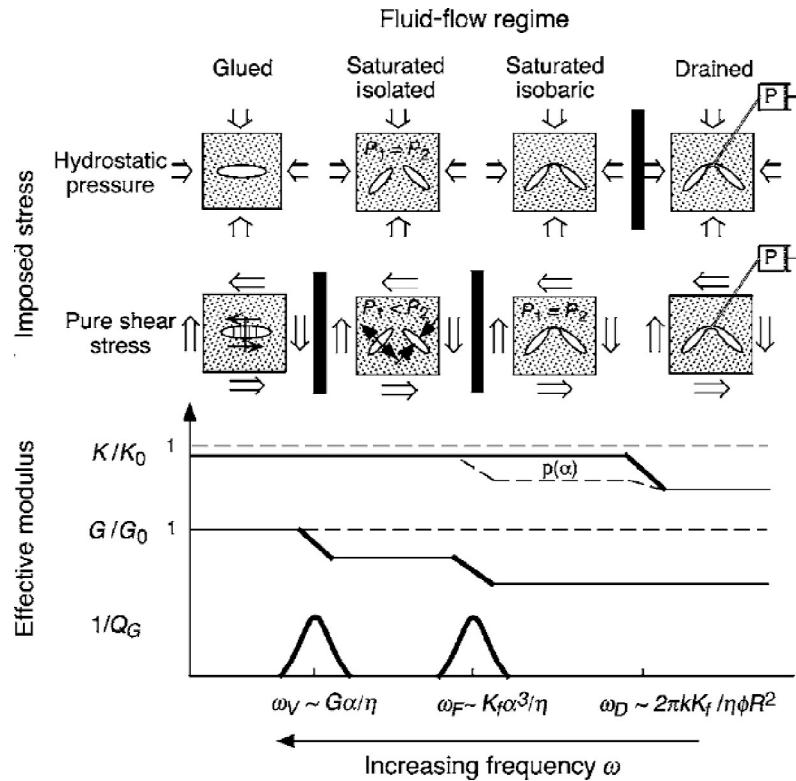 Fluid-flow regime
Glued
Saturated isolated
Saturated isobaric
Drained
P
Imposed stress
Hydrostatic pressure
P₁ = P₂
P
Pure shear stress
P₁ < P₂
P₁ = P₂
Effective modulus
K/K₀
1
p(α)
G/G₀
1
1/Q_G
ω_V ~ Gα/η
ω_F ~ K_fα³/η
ω_D ~ 2πkK_f/ηϕR²
Increasing frequency ω